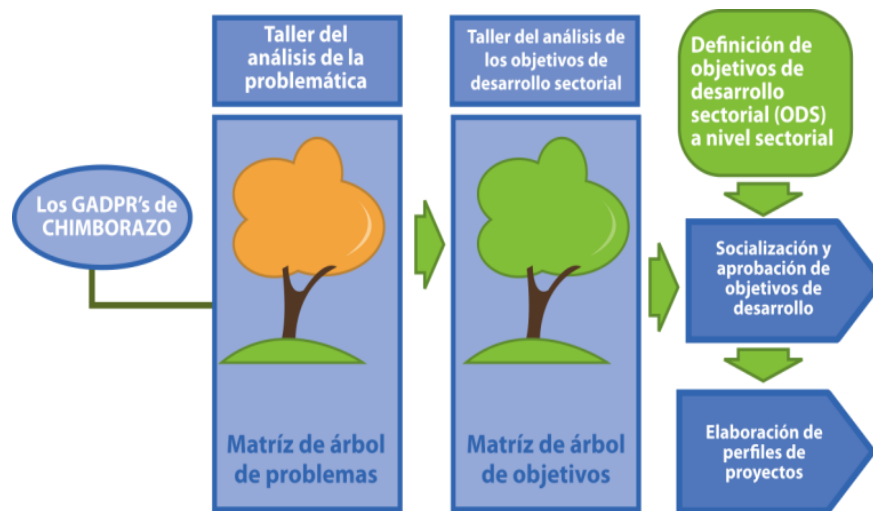 Taller del
análisis de la
problemática
Taller del análisis de
los objetivos de
desarrollo sectorial
Definición de
objetivos de
desarrollo
sectorial (ODS)
a nivel sectorial
Los GADPR's de
CHIMBORAZO
Socialización y
aprobación de
objetivos de
desarrollo
Matríz de árbol
de problemas
Matríz de árbol
de objetivos
Elaboración de
perfiles de
proyectos